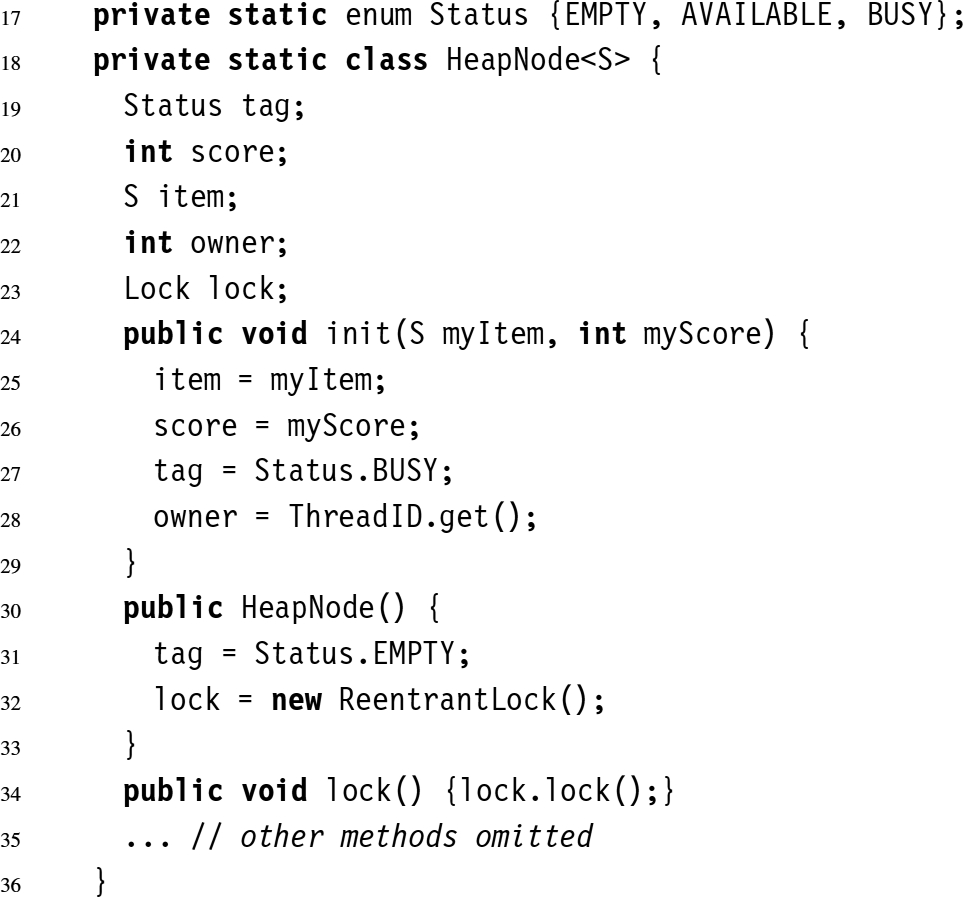 17 private static enum Status {EMPTY, AVAILABLE, BUSY};
18 private static class HeapNode<S> {
19 Status tag;
20 int score;
21 S item;
22 int owner;
23 Lock lock;
24 public void init(S myItem, int myScore) {
25 item = myItem;
26 score = myScore;
27 tag = Status.BUSY;
28 owner = ThreadID.get();
29 }
30 public HeapNode() {
31 tag = Status.EMPTY;
32 lock = new ReentrantLock();
33 }
34 public void lock() {lock.lock();}
35 ... // other methods omitted
36 }